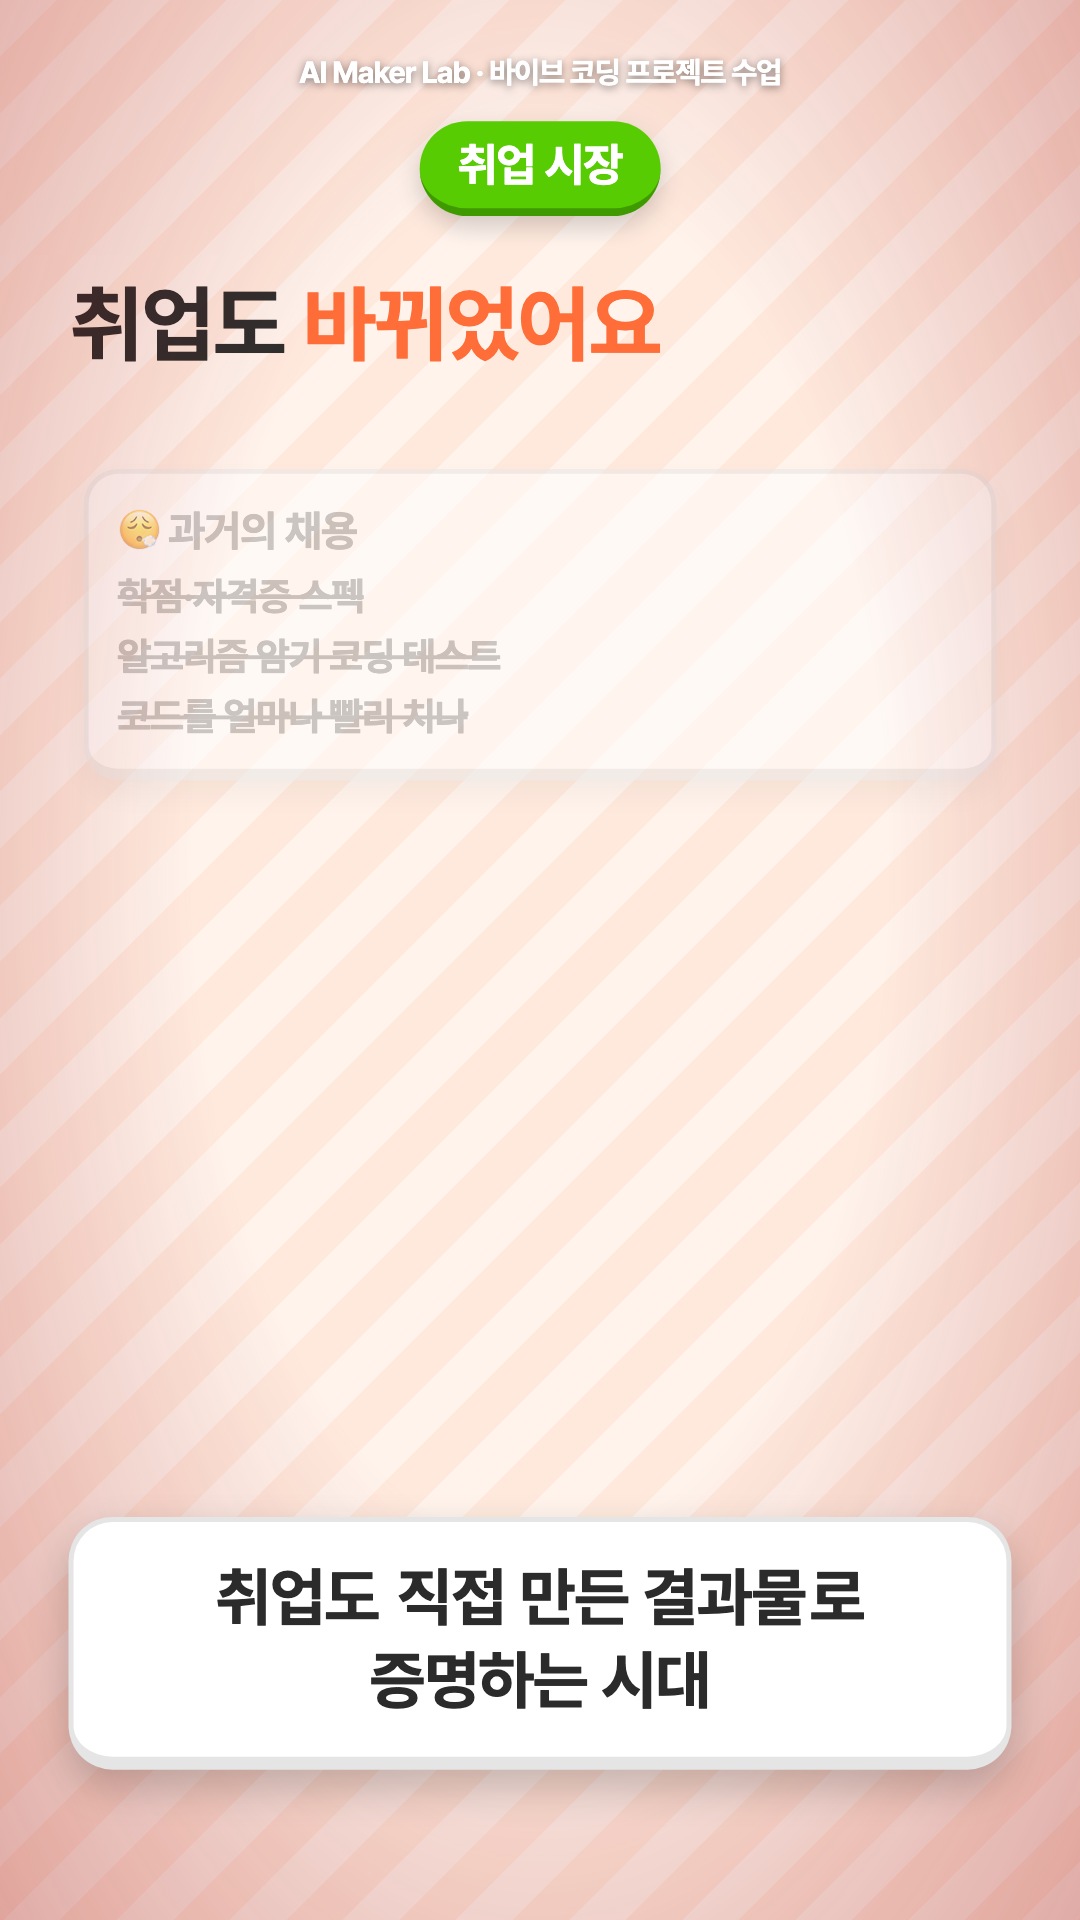 AI Maker Lab · 바이브 코딩 프로젝트 수업
취업 시장
취업도 바뀌었어요
과거의 채용
학점·자격증 스펙
알고리즘 암기 코딩 테스트
코드를 얼마나 빨리 치나
취업도 직접 만든 결과물로
증명하는 시대